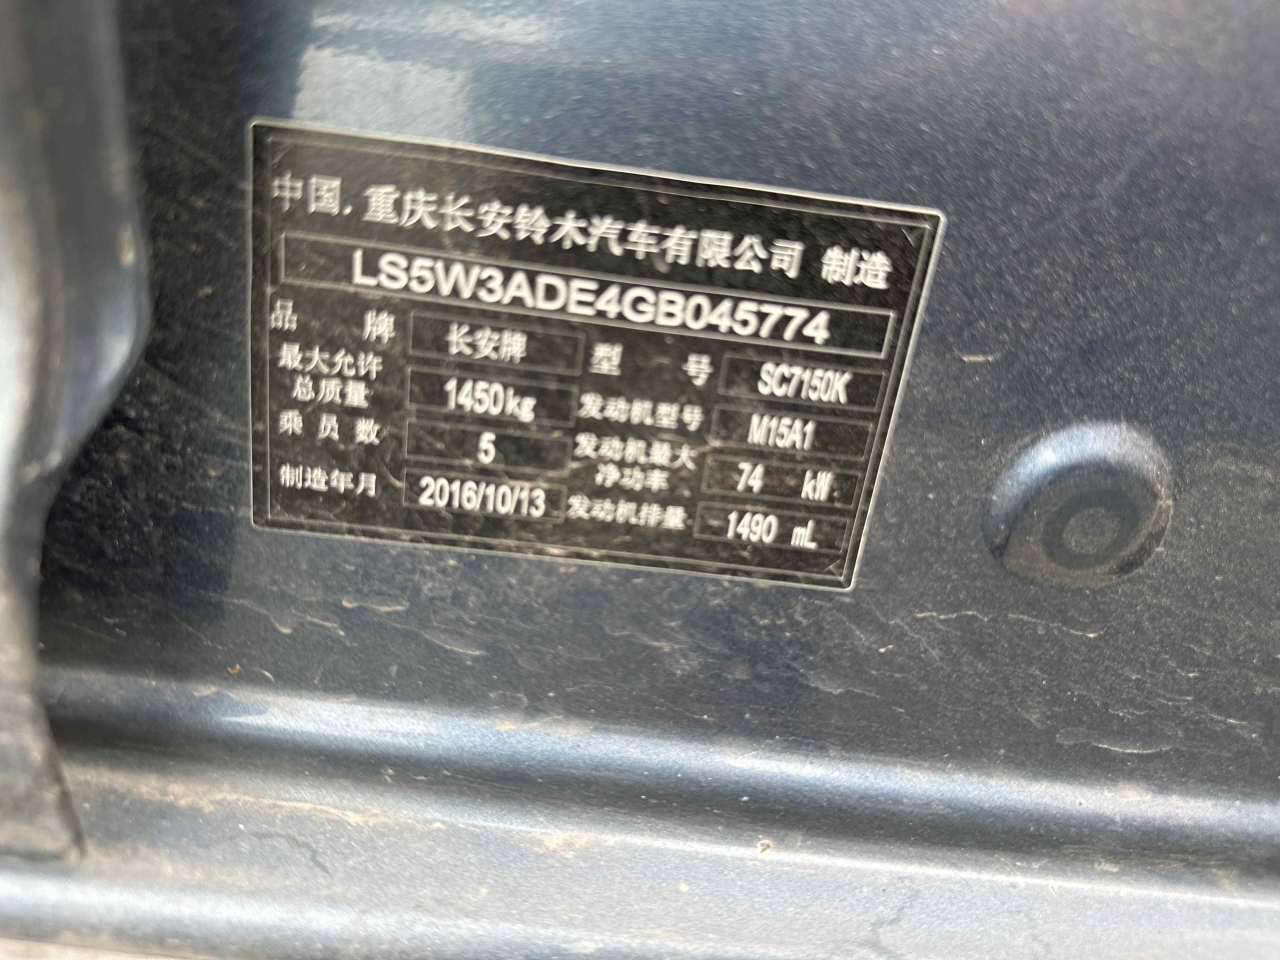 中国.重庆长安铃木汽车有限公司 制造
LS5W3ADE4GB045774
品 牌 长安牌 型 号 SC7150K
最大允许总质量 1450kg 发动机型号 M15A1
乘 员 数 5 发动机最大净功率 74 kW
制造年月 2016/10/13 发动机排量 1490 mL